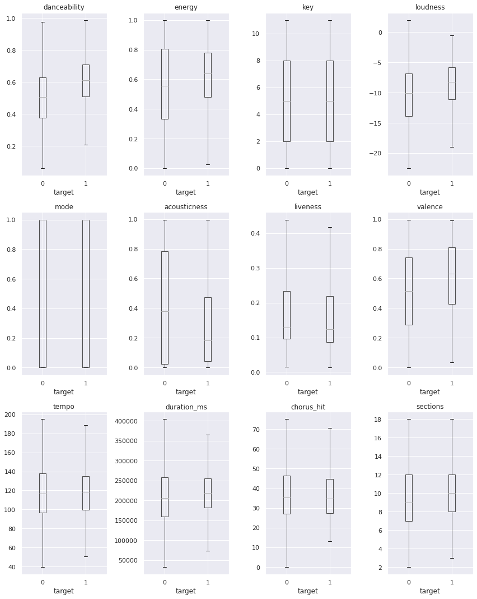 danceability energy key loudness
1.0 1.0 10 0
0.8 0.8 8 −5
0.6 0.6 6 −10
0.4 0.4 4 −15
0.2 0.2 2 −20
0.0 0
0 1 0 1 0 1 0 1
target target target target
mode acousticness liveness valence
1.0 1.0 0.4 1.0
0.8 0.8 0.3 0.8
0.6 0.6 0.2 0.6
0.4 0.4 0.1 0.4
0.2 0.2 0.0 0.2
0.0 0.0 0.0
0 1 0 1 0 1 0 1
target target target target
tempo duration_ms chorus_hit sections
200 400000 70 18
180 350000 60 16
160 300000 50 14
140 250000 40 12
120 200000 30 10
100 150000 20 8
80 100000 10 6
60 50000 0 4
40 2
0 1 0 1 0 1 0 1
target target target target